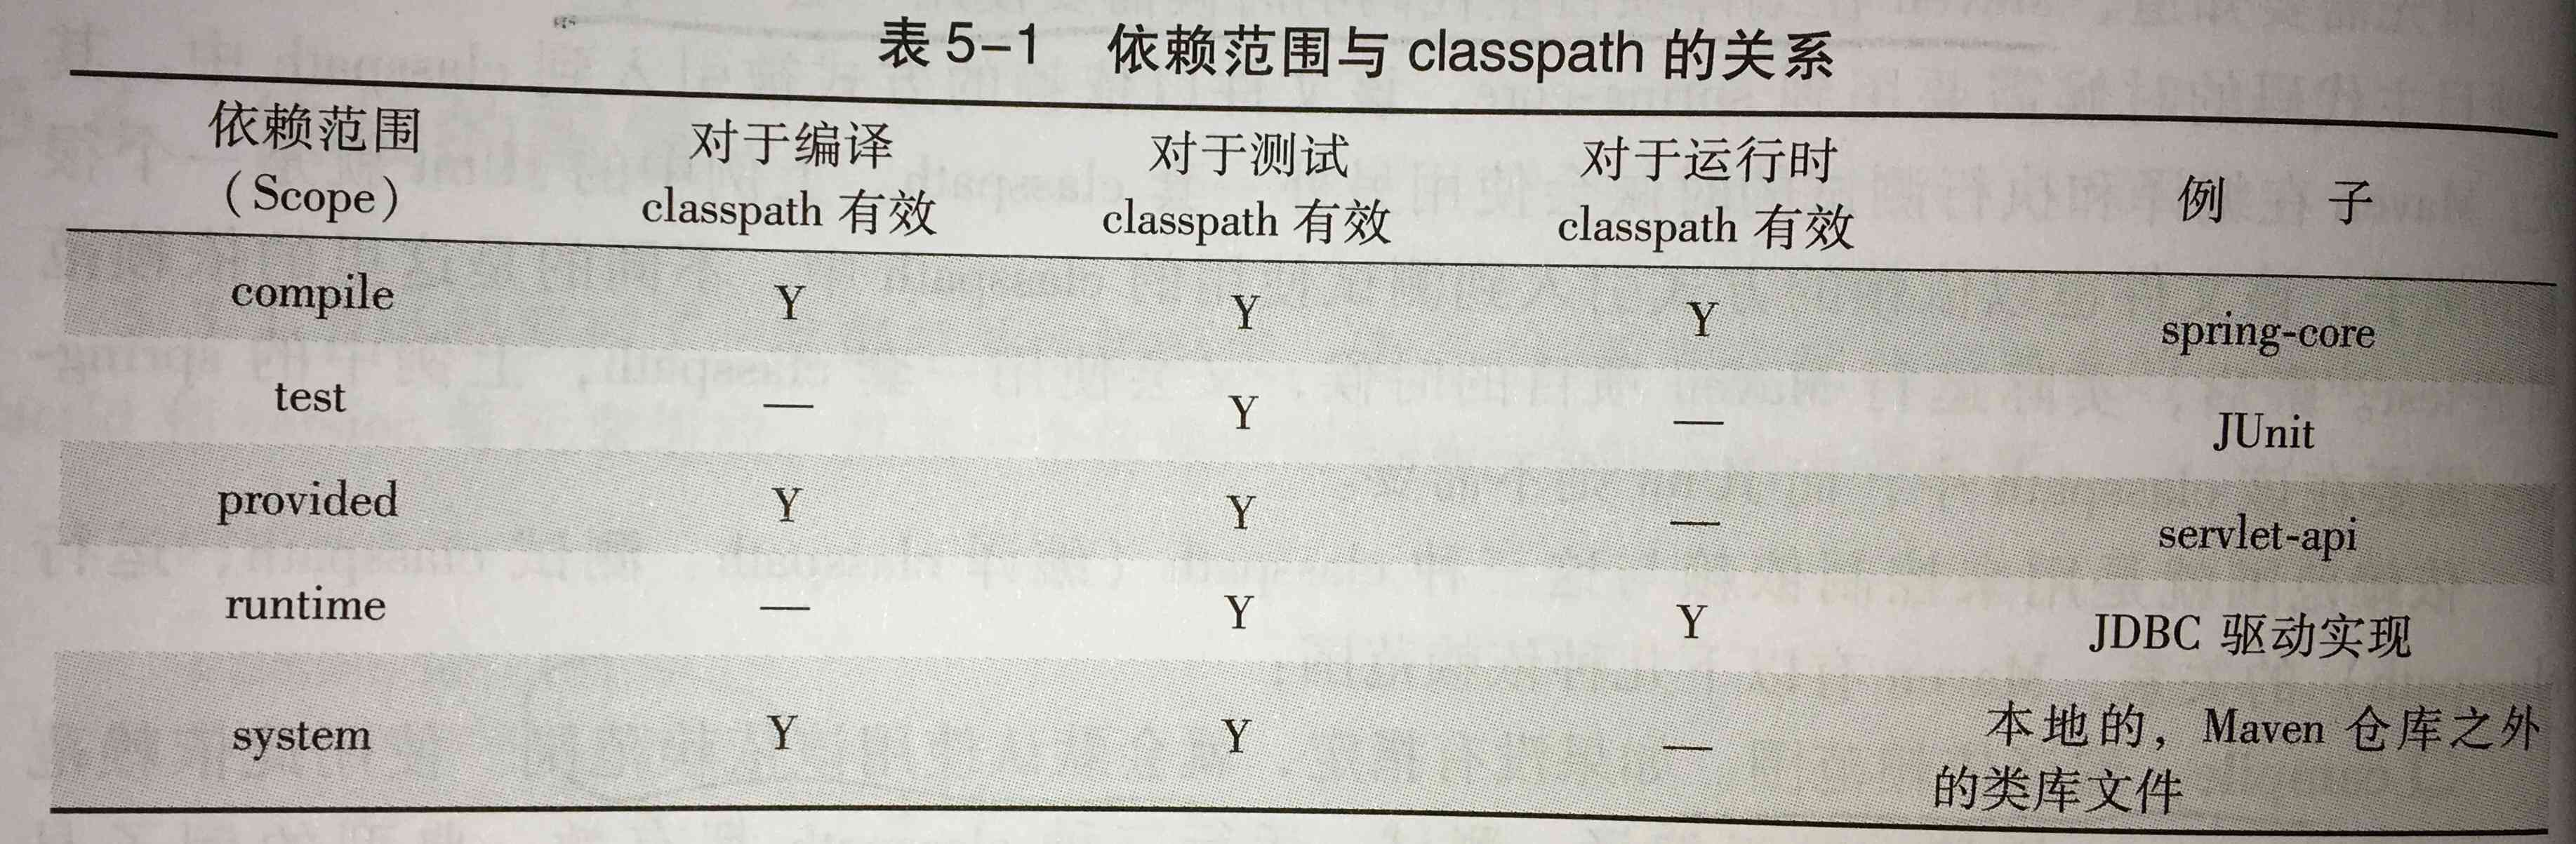 表 5-1 依赖范围与 classpath 的关系
依赖范围 对于编译 对于测试 对于运行时 例 子
(Scope) classpath 有效 classpath 有效 classpath 有效
compile Y Y Y spring-core
test — Y — JUnit
provided Y Y — servlet-api
runtime — Y Y JDBC 驱动实现
system Y Y — 本地的，Maven 仓库之外
的类库文件